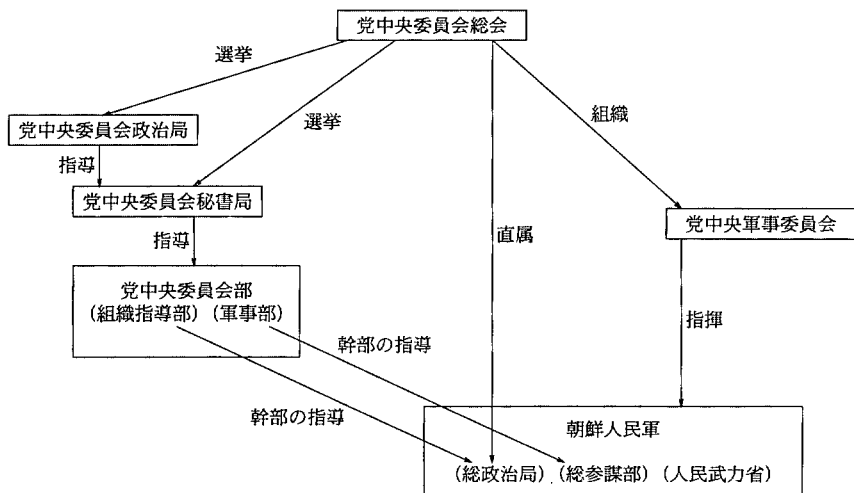 党中央委員会総会
選挙
選挙
組織
党中央委員会政治局
指導
党中央委員会秘書局
党中央軍事委員会
指導
直属
党中央委員会部
(組織指導部)(軍事部)
指揮
幹部の指導
幹部の指導
朝鮮人民軍
(総政治局)(総参謀部)(人民武力省)